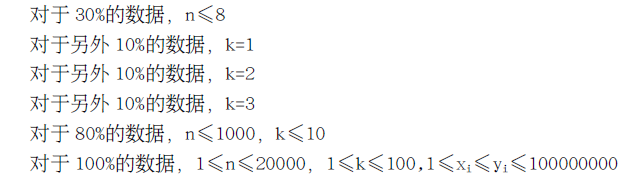 对于 30%的数据，n≤8
对于另外 10%的数据，k=1
对于另外 10%的数据，k=2
对于另外 10%的数据，k=3
对于 80%的数据，n≤1000，k≤10
对于 100%的数据，1≤n≤20000，1≤k≤100,1≤xᵢ≤yᵢ≤100000000